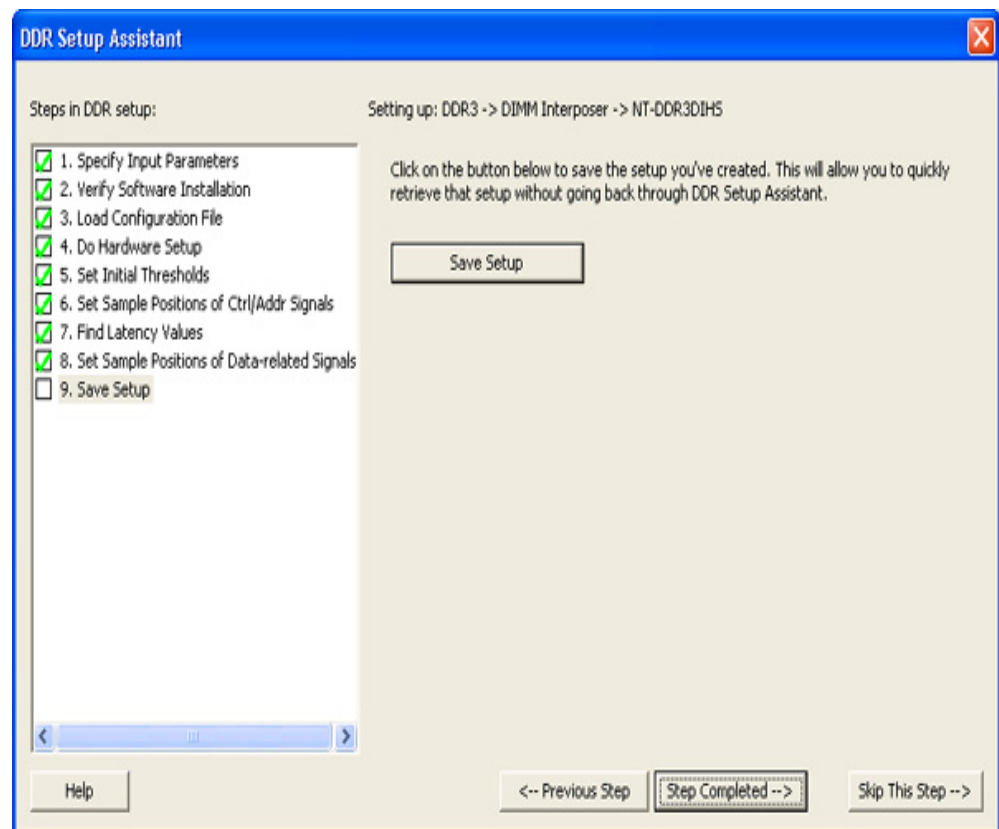 DDR Setup Assistant
Steps in DDR setup:
Setting up: DDR3 -> DIMM Interposer -> NT-DDR3DIHS
1. Specify Input Parameters
2. Verify Software Installation
3. Load Configuration File
4. Do Hardware Setup
5. Set Initial Thresholds
6. Set Sample Positions of Ctrl/Addr Signals
7. Find Latency Values
8. Set Sample Positions of Data-related Signals
9. Save Setup
Click on the button below to save the setup you've created. This will allow you to quickly
retrieve that setup without going back through DDR Setup Assistant.
Save Setup
Help
<-- Previous Step
Step Completed -->
Skip This Step -->